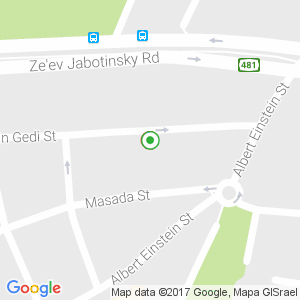 Ze'ev Jabotinsky Rd
481
n Gedi St
Albert Einstein St
Masada St
Albert Einstein St
Google
Map data ©2017 Google, Mapa GISrael